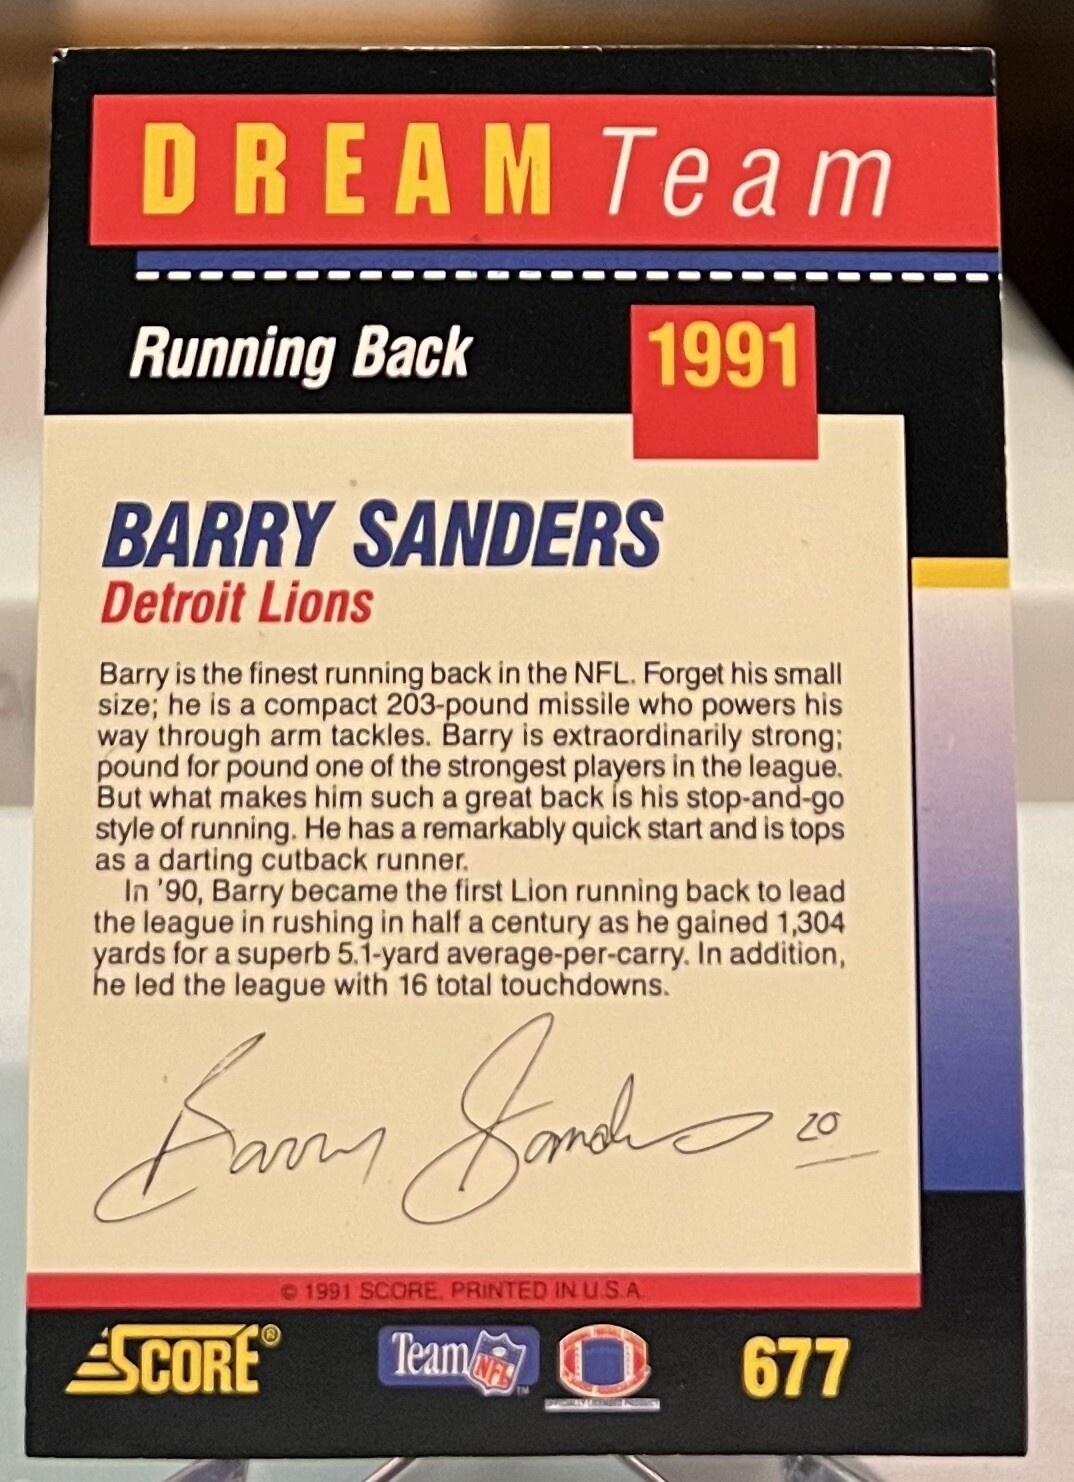 DREAM Team
Running Back
1991
BARRY SANDERS
Detroit Lions
Barry is the finest running back in the NFL. Forget his small
size; he is a compact 203-pound missile who powers his
way through arm tackles. Barry is extraordinarily strong;
pound for pound one of the strongest players in the league.
But what makes him such a great back is his stop-and-go
style of running. He has a remarkably quick start and is tops
as a darting cutback runner.
In '90, Barry became the first Lion running back to lead
the league in rushing in half a century as he gained 1,304
yards for a superb 5.1-yard average-per-carry. In addition,
he led the league with 16 total touchdowns.
Barry Sanders 20
© 1991 SCORE. PRINTED IN U.S.A.
SCORE® Team NFL™ 677
OFFICIALLY LICENSED PRODUCT